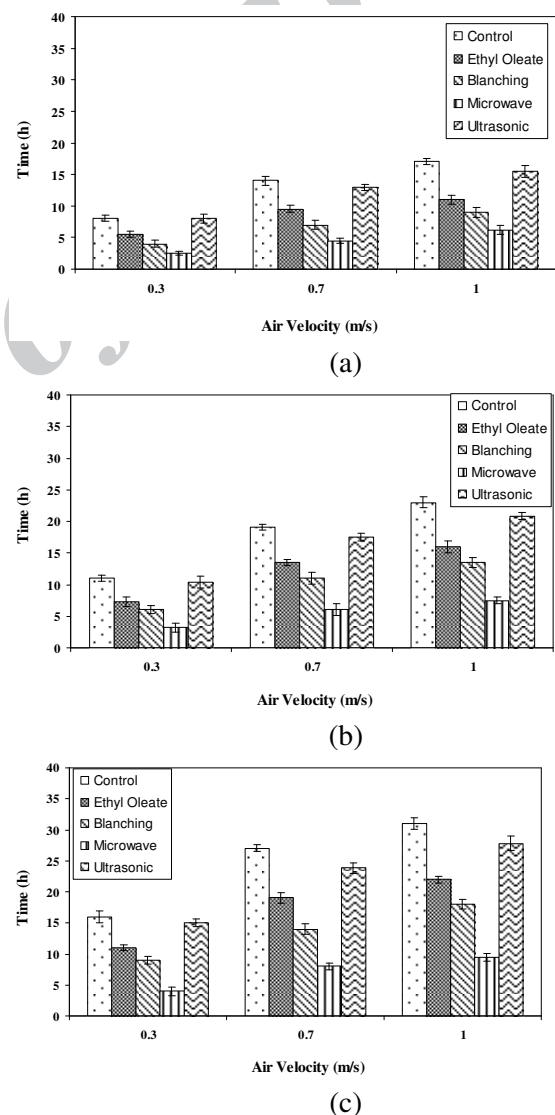 40
35
30
25
20
15
10
5
0
Time (h)
Control
Ethyl Oleate
Blanching
Microwave
Ultrasonic
0.3 0.7 1
Air Velocity (m/s)
(a)
40
35
30
25
20
15
10
5
0
Time (h)
Control
Ethyl Oleate
Blanching
Microwave
Ultrasonic
0.3 0.7 1
Air Velocity (m/s)
(b)
40
35
30
25
20
15
10
5
0
Time (h)
Control
Ethyl Oleate
Blanching
Microwave
Ultrasonic
0.3 0.7 1
Air Velocity (m/s)
(c)